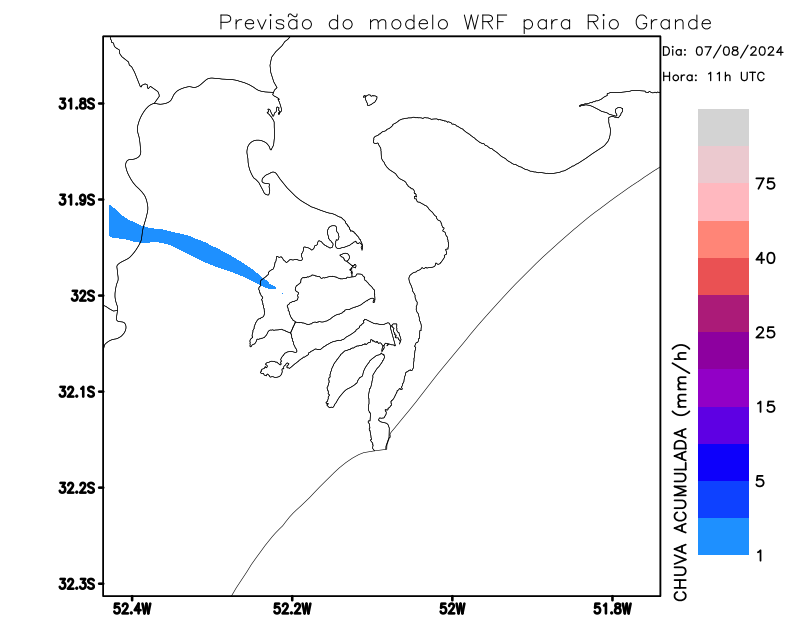 Previsão do modelo WRF para Rio Grande
Dia: 07/08/2024
Hora: 11h UTC
31.8S
31.9S
32S
32.1S
32.2S
32.3S
52.4W
52.2W
52W
51.8W
CHUVA ACUMULADA (mm/h)
75
40
25
15
5
1